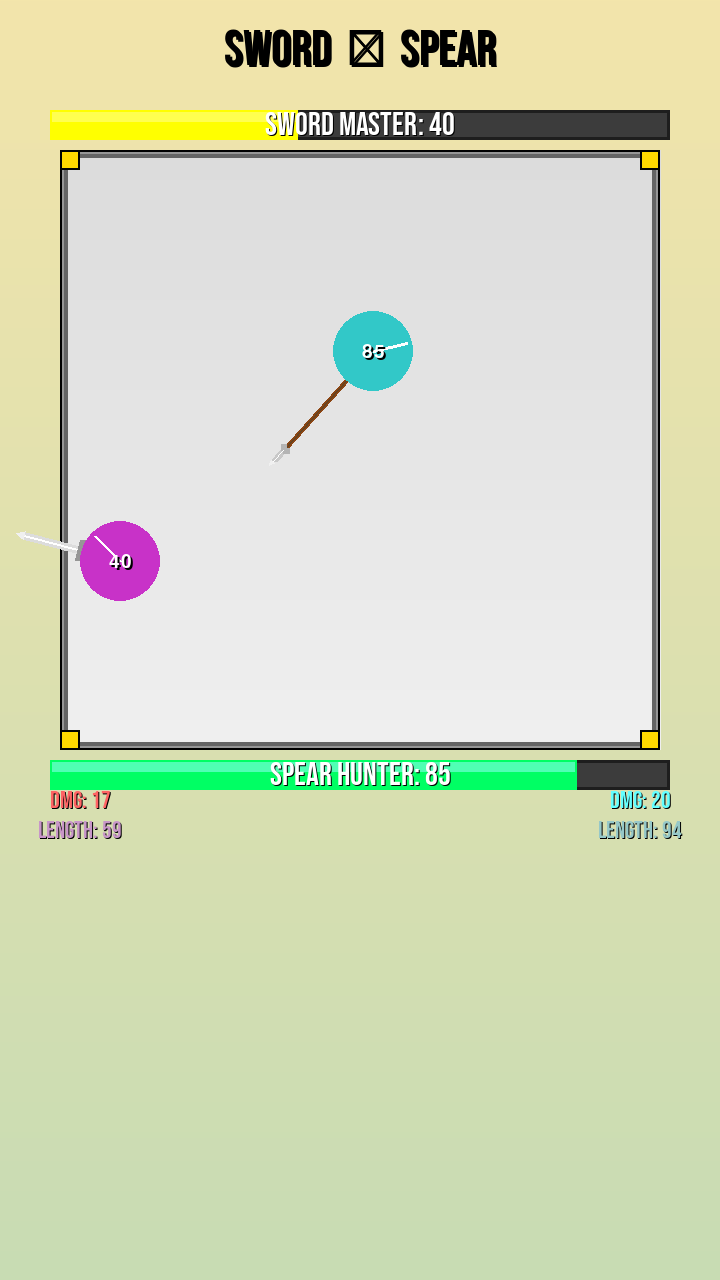 SWORD SPEAR
SWORD MASTER: 40
85
40
SPEAR HUNTER: 85
DMG: 17
DMG: 20
LENGTH: 59
LENGTH: 94